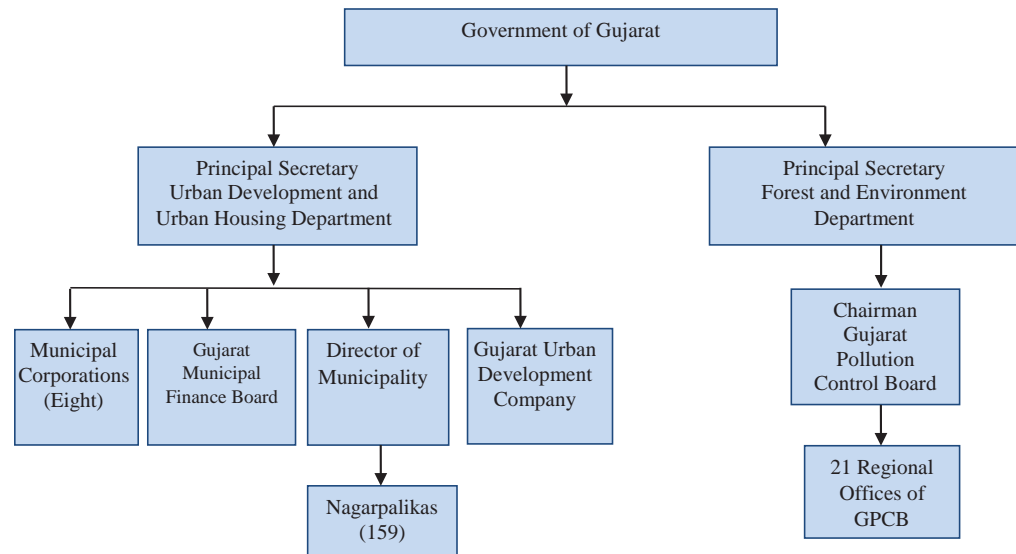 Government of Gujarat
Principal Secretary
Urban Development and
Urban Housing Department
Principal Secretary
Forest and Environment
Department
Municipal
Corporations
(Eight)
Gujarat
Municipal
Finance Board
Director of
Municipality
Gujarat Urban
Development
Company
Chairman
Gujarat
Pollution
Control Board
Nagarpalikas
(159)
21 Regional
Offices of
GPCB